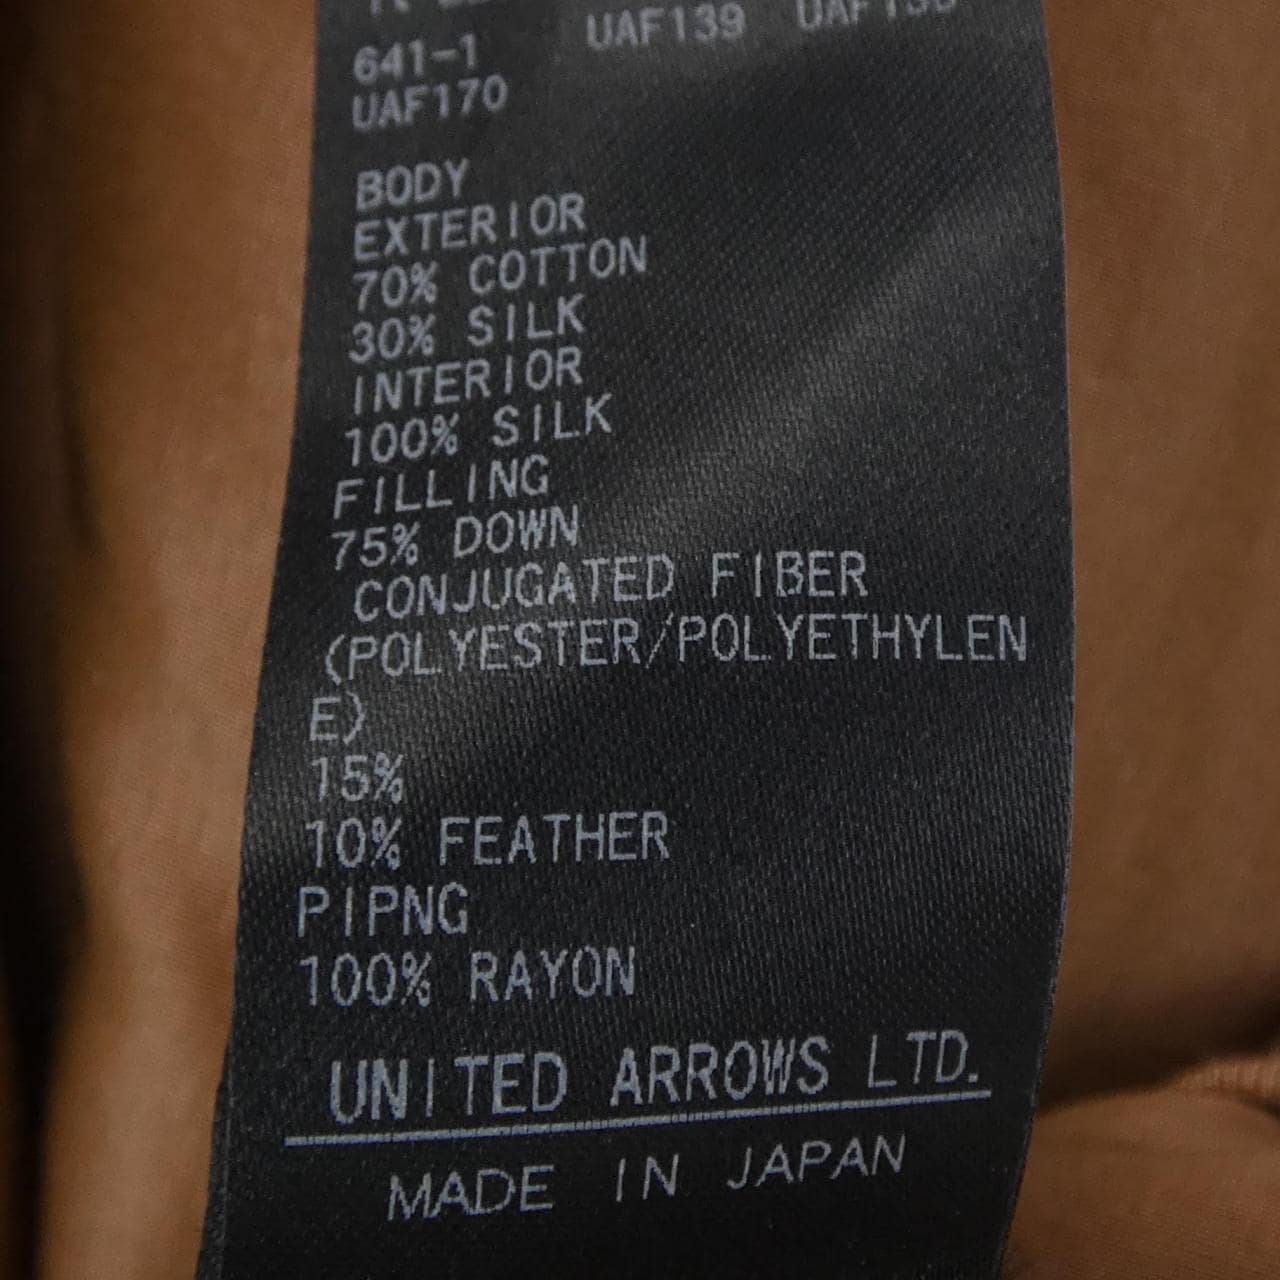 641-1
UAF139
UAF170
BODY
EXTERIOR
70% COTTON
30% SILK
INTERIOR
100% SILK
FILLING
75% DOWN
CONJUGATED FIBER
(POLYESTER/POLYETHYLEN
E)
15%
10% FEATHER
PIPNG
100% RAYON
UNITED ARROWS LTD.
MADE IN JAPAN